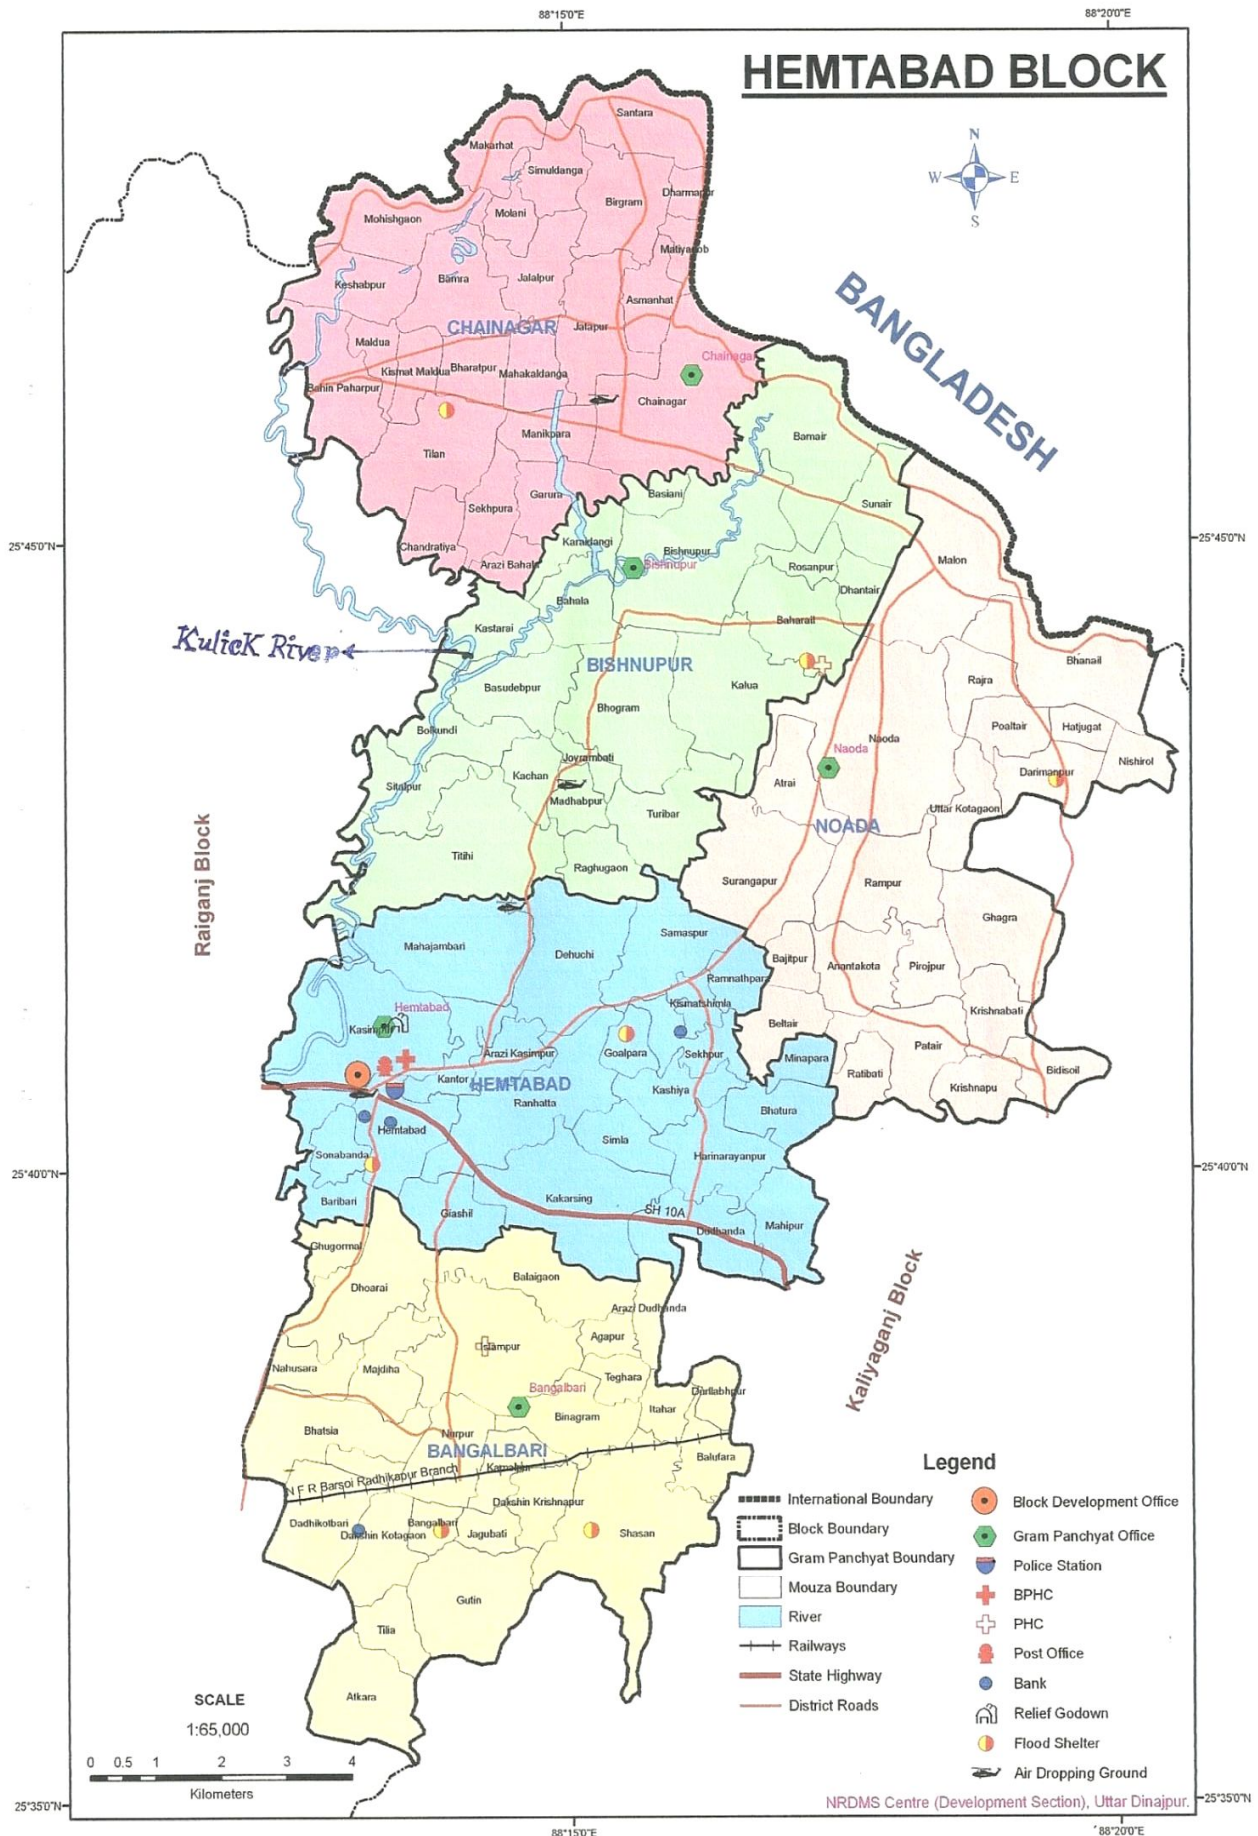 88°15'0"E
88°20'0"E
HEMTABAD BLOCK
N
W
E
S
Santara
Makarhat
Simuldanga
Dharmapur
Birgram
Molani
Mohishgaon
Matiyagob
Bamra
Jalalpur
Keshabpur
Asmanhat
BANGLADESH
CHAINAGAR
Jatapur
Maldua
Chainagar
Kismat Maldua
Bharatpur
Mahakaldanga
Bahin Paharpur
Chainagar
Manikpara
Bamair
Tilan
Garura
Basiani
Sunair
Sekhpura
25°45'0"N
Karaidangi
25°45'0"N
Chandratiya
Bishnupur
Arazi Bahala
Bishnupur
Rosanpur
Malon
Dhantair
Bahala
Kastarai
Baharail
Kulick River
BISHNUPUR
Bhanail
Basudebpur
Kalua
Rajra
Bhogram
Bolkundi
Poaltair
Hatjugat
Naoda
Naoda
Joyrambati
Nishirol
Kachan
Atrai
Darimanpur
Sitalpur
Madhabpur
Uttar Kotagaon
Turibar
NOADA
Titihi
Raghugaon
Surangapur
Rampur
Raiganj Block
Ghagra
Samaspur
Mahajambari
Dehuchi
Bajitpur
Anantakota
Pirojpur
Ramnathpara
Hemtabad
Kismatshimla
Krishnabati
Kasimpur
Beltair
Arazi Kasimpur
Goalpara
Sekhpur
Patair
Minapara
Kantor
HEMTABAD
Ratibati
Bidisoil
Ranhatta
Kashiya
Krishnapu
Bhatura
Hemtabad
Simla
Sonabanda
Harinarayanpur
25°40'0"N
25°40'0"N
Baribari
Kakarsing
Giashil
SH 10A
Dudhanda
Mahipur
Ghugormal
Balaigaon
Dhoarai
Kaliyaganj Block
Arazi Dudhanda
Agapur
Islampur
Nahusara
Majdiha
Teghara
Bangalbari
Durllabhpur
Itahar
Binagram
Bhatsia
Nurpur
BANGALBARI
Balufara
Kamalpur
N F R Barsoi Radhikapur Branch
Dakshin Krishnapur
Dadhikotbari
Bangalbari
Dakshin Kotagaon
Jagubati
Shasan
Gutin
Tilia
Atkara
Legend
International Boundary
Block Boundary
Gram Panchyat Boundary
Mouza Boundary
River
Railways
State Highway
District Roads
Block Development Office
Gram Panchyat Office
Police Station
BPHC
PHC
Post Office
Bank
Relief Godown
Flood Shelter
Air Dropping Ground
SCALE
1:65,000
0 0.5 1 2 3 4
Kilometers
NRDMS Centre (Development Section), Uttar Dinajpur.
25°35'0"N
25°35'0"N
88°15'0"E
88°20'0"E